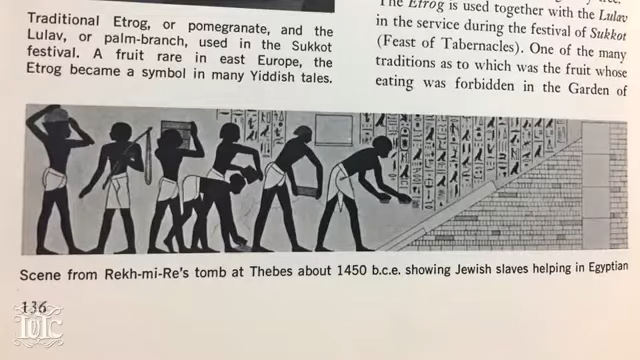 Traditional Etrog, or pomegranate, and the
Lulav, or palm-branch, used in the Sukkot
festival. A fruit rare in east Europe, the
Etrog became a symbol in many Yiddish tales.
The Etrog is used together with the Lulav
in the service during the festival of Sukkot
(Feast of Tabernacles). One of the many
traditions as to which was the fruit whose
eating was forbidden in the Garden of
Scene from Rekh-mi-Re's tomb at Thebes about 1450 b.c.e. showing Jewish slaves helping in Egyptian
136
IUIC